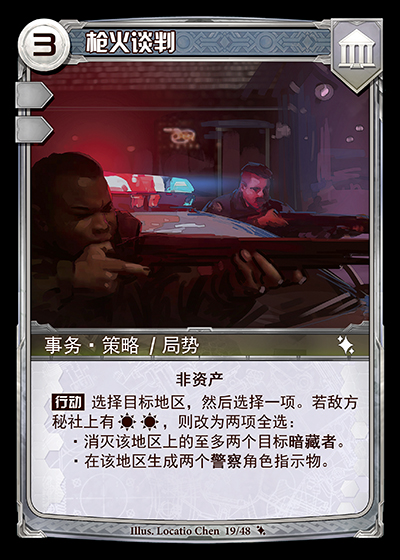 3 枪火谈判
事务·策略 / 局势
非资产
行动 选择目标地区，然后选择一项。若敌方
秘社上有，则改为两项全选：
·消灭该地区上的至多两个目标暗藏者。
·在该地区生成两个警察角色指示物。
Illus. Locatio Chen 19/48